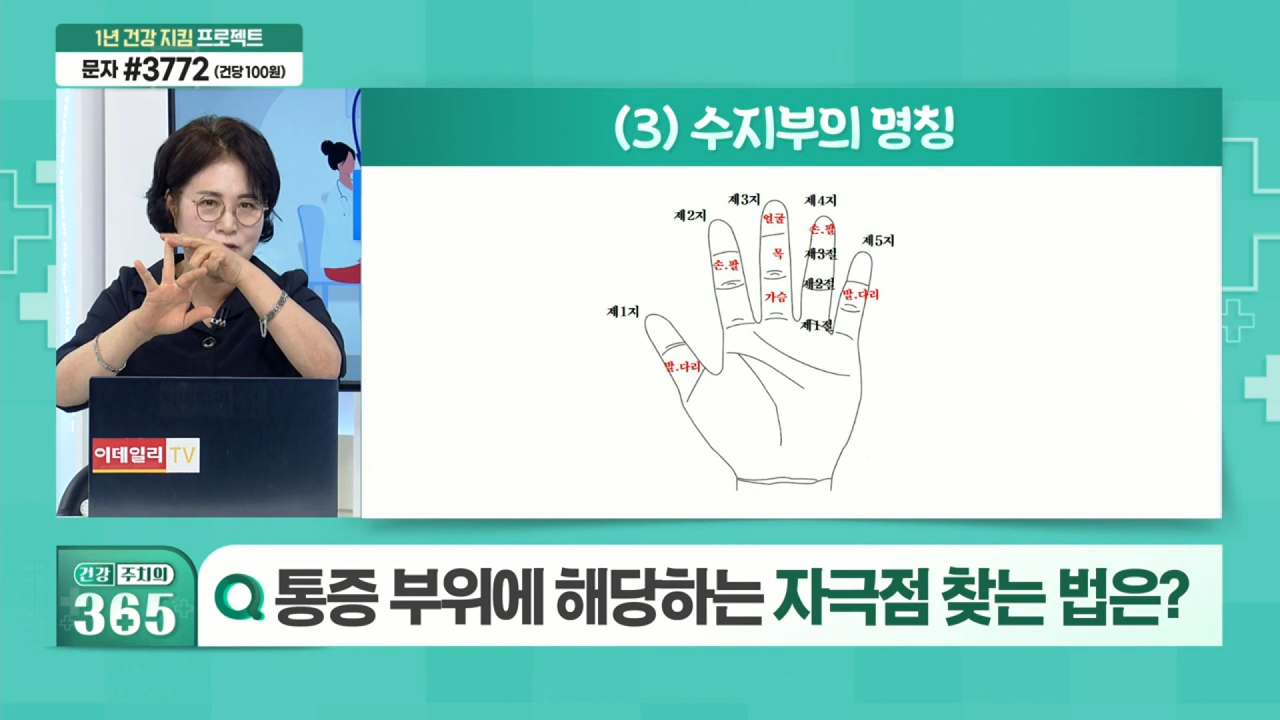 1년 건강 지킴 프로젝트
문자 #3772 (건당 100원)
(3) 수지부의 명칭
제1지
제2지
제3지
제4지
제5지
얼굴
목
가슴
손.팔
손.팔
제3절
제2절
제1절
발.다리
발.다리
이데일리 TV
건강 주치의
365
Q 통증 부위에 해당하는 자극점 찾는 법은?